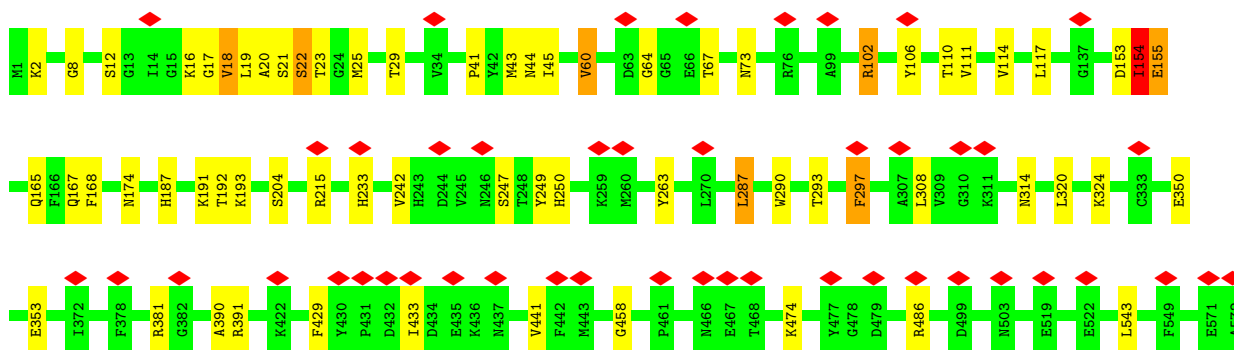 M1 K2 G8 S12 G13 I14 G15 K16 G17 V18 L19 A20 S21 S22 T23 G24 M25 T29 V34 P41 Y42 M43 N44 I45 V60 D63 G64 G65 E66 T67 N73 R76 A99 R102 Y106 T110 V111 V114 L117 G137 D153 I154 E155
Q165 F166 Q167 F168 N174 H187 K191 T192 K193 S204 R215 H233 V242 H243 D244 V245 N246 S247 T248 Y249 H250 K259 M260 Y263 L270 L287 W290 T293 F297 A307 L308 V309 G310 K311 N314 L320 K324 C333 E350
E353 I372 F378 R381 G382 A390 R391 K422 F429 Y430 P431 D432 I433 D434 E435 K436 N437 V441 F442 M443 G458 P461 N466 E467 T468 K474 Y477 G478 D479 R486 D499 N503 E519 E522 L543 F549 E571